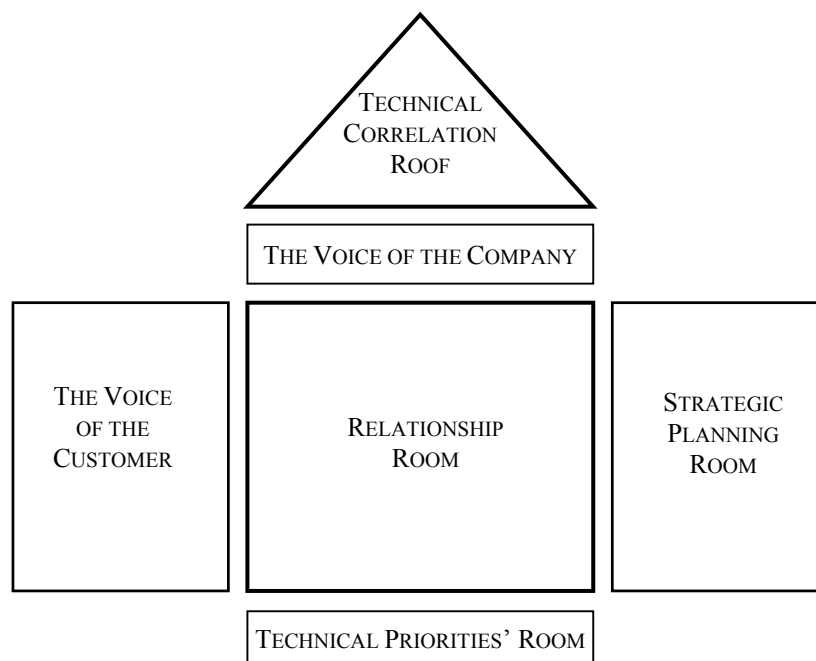 TECHNICAL
CORRELATION
ROOF
THE VOICE OF THE COMPANY
THE VOICE
OF THE
CUSTOMER
RELATIONSHIP
ROOM
STRATEGIC
PLANNING
ROOM
TECHNICAL PRIORITIES’ ROOM